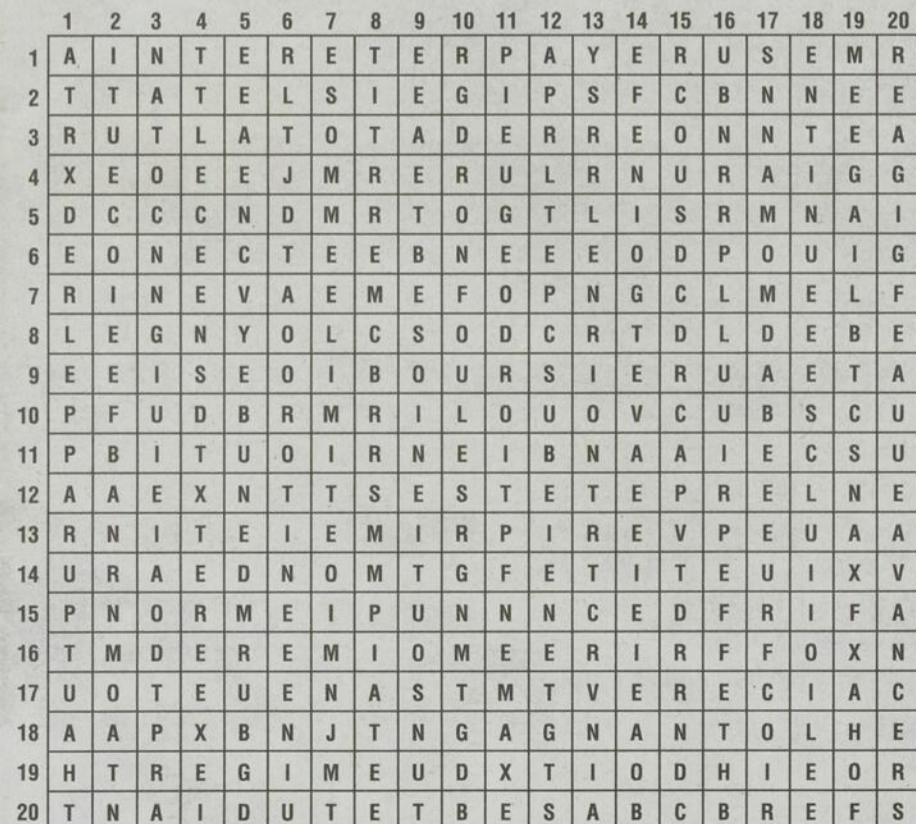 1 2 3 4 5 6 7 8 9 10 11 12 13 14 15 16 17 18 19 20
1 A I N T E R E T E R P A Y E R U S E M R
2 T T A T E L S I E G I P S F C B N N E E
3 R U T L A T O T A D E R R E O N N T E A
4 X E O E E J M R E R U L R N U R A I G G
5 D C C C N D M R T O G T L I S R M N A I
6 E O N E C T E E B N E E E O D P O U I G
7 R I N E V A E M E F O P N G C L M E L F
8 L E G N Y O L C S O D C R T D L D E B E
9 E E I S E O I B O U R S I E R U A E T A
10 P F U D B R M R I L O U O V C U B S C U
11 P B I T U O I R N E I B N A A I E C S U
12 A A E X N T T S E S T E T E P R E L N E
13 R N I T E I E M I R P I R E V P E U A A
14 U R A E D N O M T G F E T I T E U I X V
15 P N O R M E I P U N N N C E D F R I F A
16 T M D E R E M I O M E E R I R F F O X N
17 U O T E U E N A S T M T V E R E C I A C
18 A A P X B N J T N G A G N A N T O L H E
19 H T R E G I M E U D X T I O D H I E O R
20 T N A I D U T E T B E S A B C B R E F S